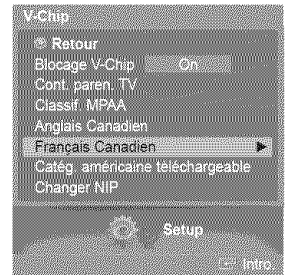 V-Chip
Retour
Blocage V-Chip On
Cont. paren. TV
Classif. MPAA
Anglais Canadien
Français Canadien
Catég. américaine téléchargeable
Changer NIP
Setup
Intro.